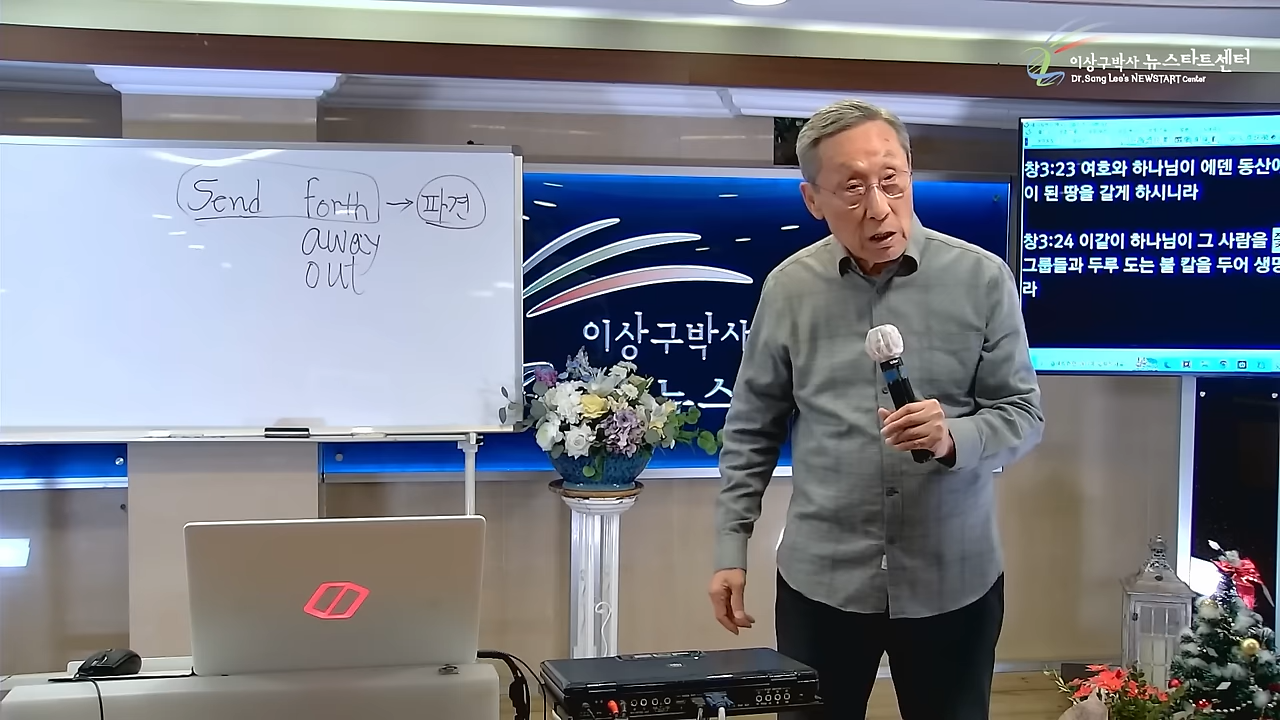 이상구박사 뉴스타트센터
Dr. Sang Lee's NEWSTART Center
Send forth → 파견
away
out
이상구박사
뉴스
창3:23 여호와 하나님이 에덴 동산에
이 된 땅을 갈게 하시니라
창3:24 이같이 하나님이 그 사람을
그룹들과 두루 도는 불 칼을 두어 생명
라